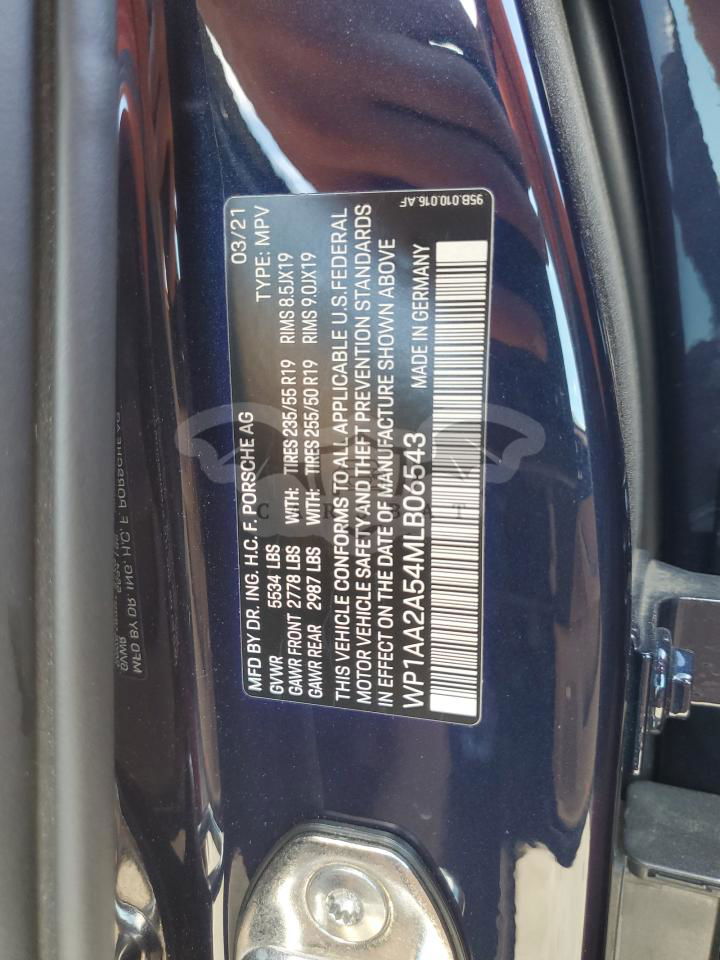 MFD BY DR. ING. H.C. F. PORSCHE AG 03/21
GVWR 5534 LBS TYPE: MPV
GAWR FRONT 2778 LBS WITH: TIRES 235/55 R19 RIMS 8.5JX19
GAWR REAR 2987 LBS WITH: TIRES 255/50 R19 RIMS 9.0JX19
THIS VEHICLE CONFORMS TO ALL APPLICABLE U.S. FEDERAL
MOTOR VEHICLE SAFETY AND THEFT PREVENTION STANDARDS
IN EFFECT ON THE DATE OF MANUFACTURE SHOWN ABOVE
WP1AA2A54MLB06543 MADE IN GERMANY
95B.010.016.AF